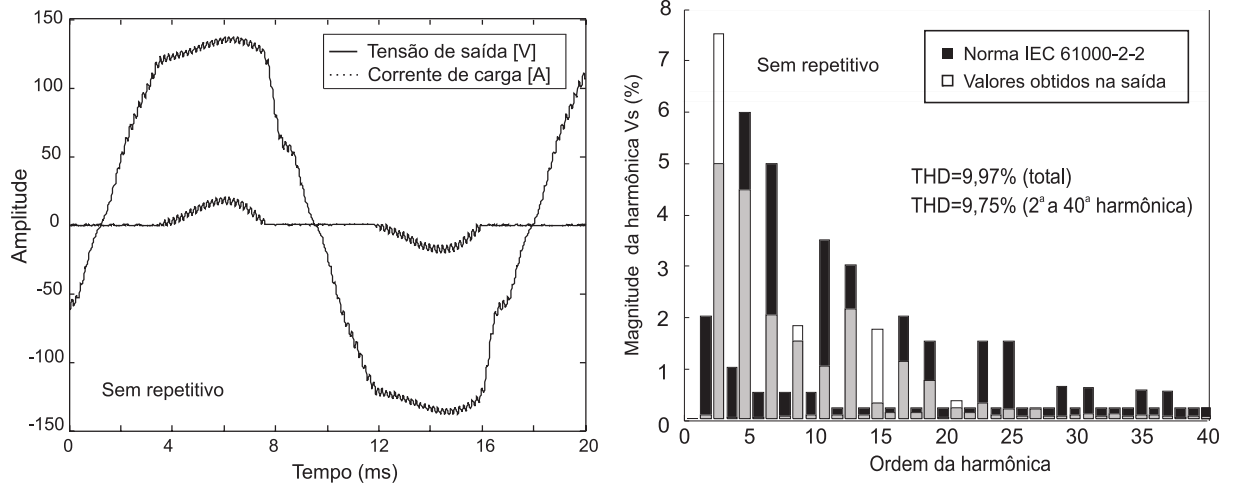 150
100
50
0
-50
-100
-150
Amplitude
Tensão de saída [V]
Corrente de carga [A]
Sem repetitivo
0
4
8
12
16
20
Tempo (ms)
8
7
6
5
4
3
2
1
0
Magnitude da harmônica Vs (%)
Sem repetitivo
Norma IEC 61000-2-2
Valores obtidos na saída
THD=9,97% (total)
THD=9,75% (2ª a 40ª harmônica)
0
5
10
15
20
25
30
35
40
Ordem da harmônica